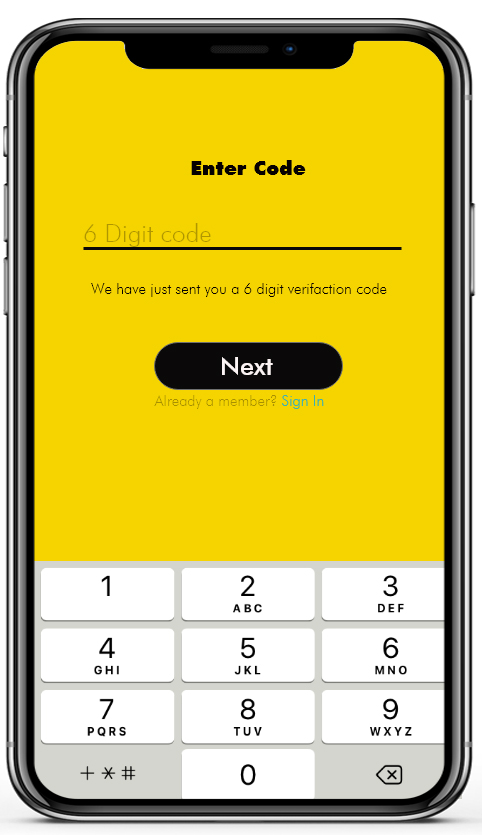 Enter Code
6 Digit code
We have just sent you a 6 digit verifaction code
Next
Already a member? Sign In
1 2 3
ABC DEF
4 5 6
GHI JKL MNO
7 8 9
PQRS TUV WXYZ
+*# 0